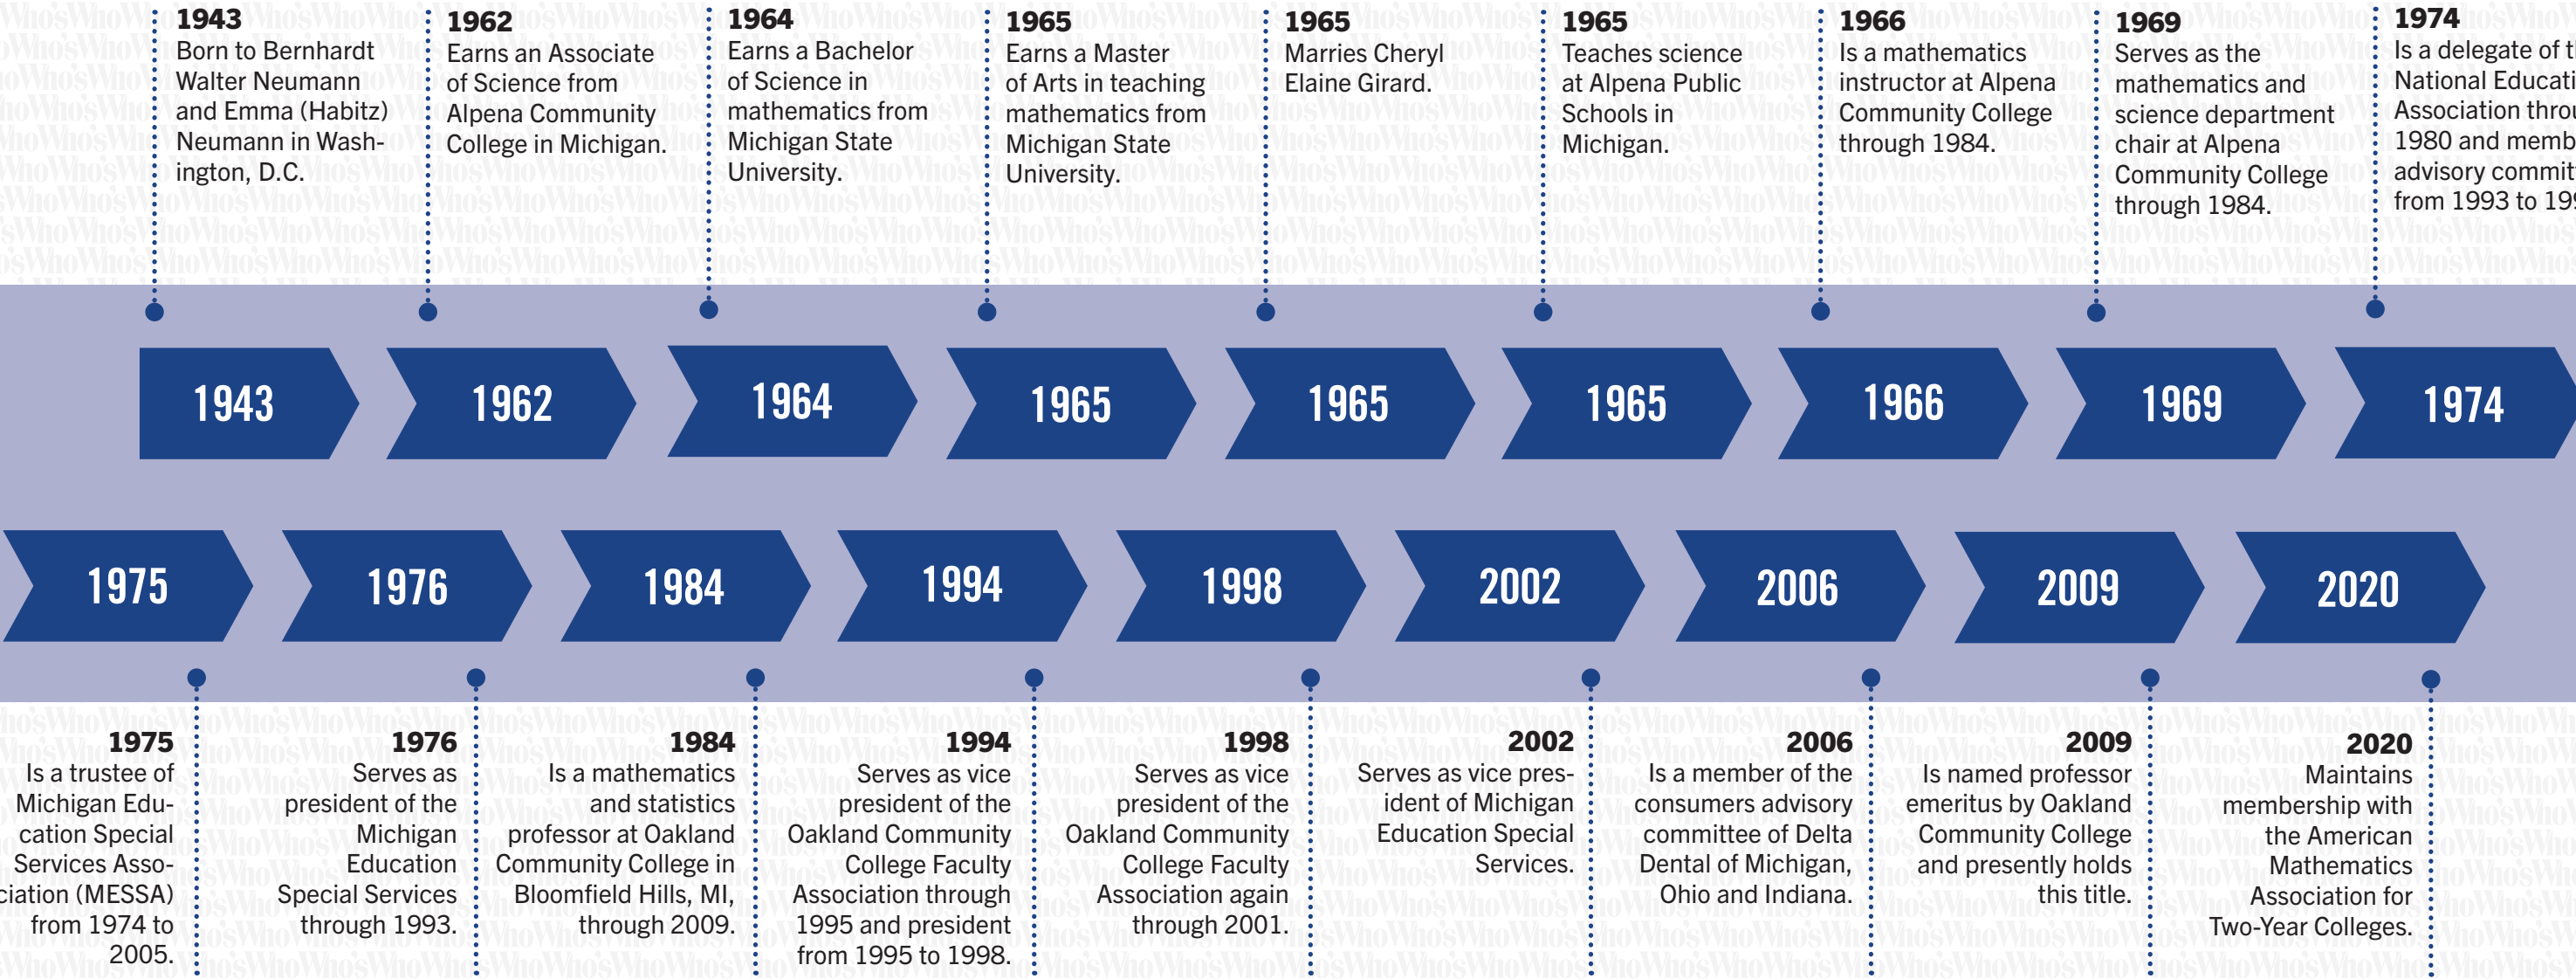 1943
Born to Bernhardt
Walter Neumann
and Emma (Habitz)
Neumann in Wash-
ington, D.C.
1962
Earns an Associate
of Science from
Alpena Community
College in Michigan.
1964
Earns a Bachelor
of Science in
mathematics from
Michigan State
University.
1965
Earns a Master
of Arts in teaching
mathematics from
Michigan State
University.
1965
Marries Cheryl
Elaine Girard.
1965
Teaches science
at Alpena Public
Schools in
Michigan.
1966
Is a mathematics
instructor at Alpena
Community College
through 1984.
1969
Serves as the
mathematics and
science department
chair at Alpena
Community College
through 1984.
1974
Is a delegate of
National
Association
1980 and
advisory
from 1993 to
1943
1962
1964
1965
1965
1965
1966
1969
1974
1975
1976
1984
1994
1998
2002
2006
2009
2020
1975
Is a trustee of
Michigan Edu-
cation Special
Services Asso-
ciation (MESSA)
from 1974 to
2005.
1976
Serves as
president of the
Michigan
Education
Special Services
through 1993.
1984
Is a mathematics
and statistics
professor at Oakland
Community College in
Bloomfield Hills, MI,
through 2009.
1994
Serves as vice
president of the
Oakland Community
College Faculty
Association through
1995 and president
from 1995 to 1998.
1998
Serves as vice
president of the
Oakland Community
College Faculty
Association again
through 2001.
2002
Serves as vice pres-
ident of Michigan
Education Special
Services.
2006
Is a member of the
consumers advisory
committee of Delta
Dental of Michigan,
Ohio and Indiana.
2009
Is named professor
emeritus by Oakland
Community College
and presently holds
this title.
2020
Maintains
membership with
the American
Mathematics
Association for
Two-Year Colleges.